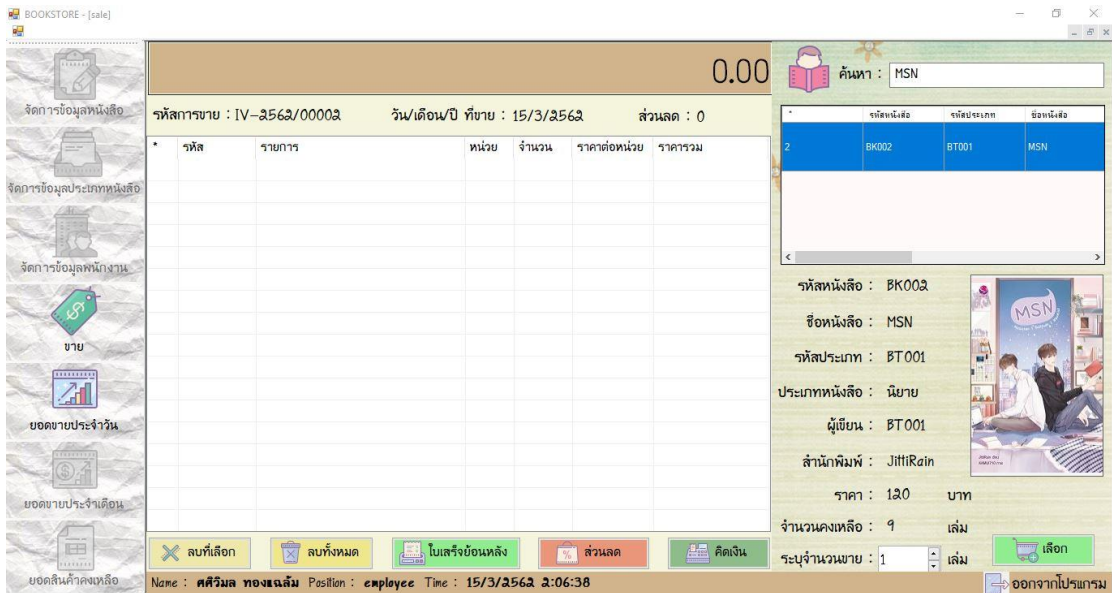 BOOKSTORE - [sale]
จัดการข้อมูลหนังสือ
จัดการข้อมูลประเภทหนังสือ
จัดการข้อมูลพนักงาน
ขาย
ยอดขายประจำวัน
ยอดขายประจำเดือน
ยอดสินค้าคงเหลือ
0.00
รหัสการขาย : IV-2562/00002 วัน/เดือน/ปี ที่ขาย : 15/3/2562 ส่วนลด : 0
* รหัส รายการ หน่วย จำนวน ราคาต่อหน่วย ราคารวม
ลบที่เลือก ลบทั้งหมด ใบเสร็จย้อนหลัง ส่วนลด คิดเงิน
Name : ศศิวิมล ทองแฉล้ม Position : employee Time : 15/3/2562 2:06:38
ค้นหา : MSN
* รหัสหนังสือ รหัสประเภท ชื่อหนังสือ
2 BK002 BT001 MSN
รหัสหนังสือ : BK002
ชื่อหนังสือ : MSN
รหัสประเภท : BT001
ประเภทหนังสือ : นิยาย
ผู้เขียน : BT001
สำนักพิมพ์ : JittiRain
ราคา : 120 บาท
จำนวนคงเหลือ : 9 เล่ม
ระบุจำนวนขาย : 1 เล่ม
เลือก
MSN
ออกจากโปรแกรม